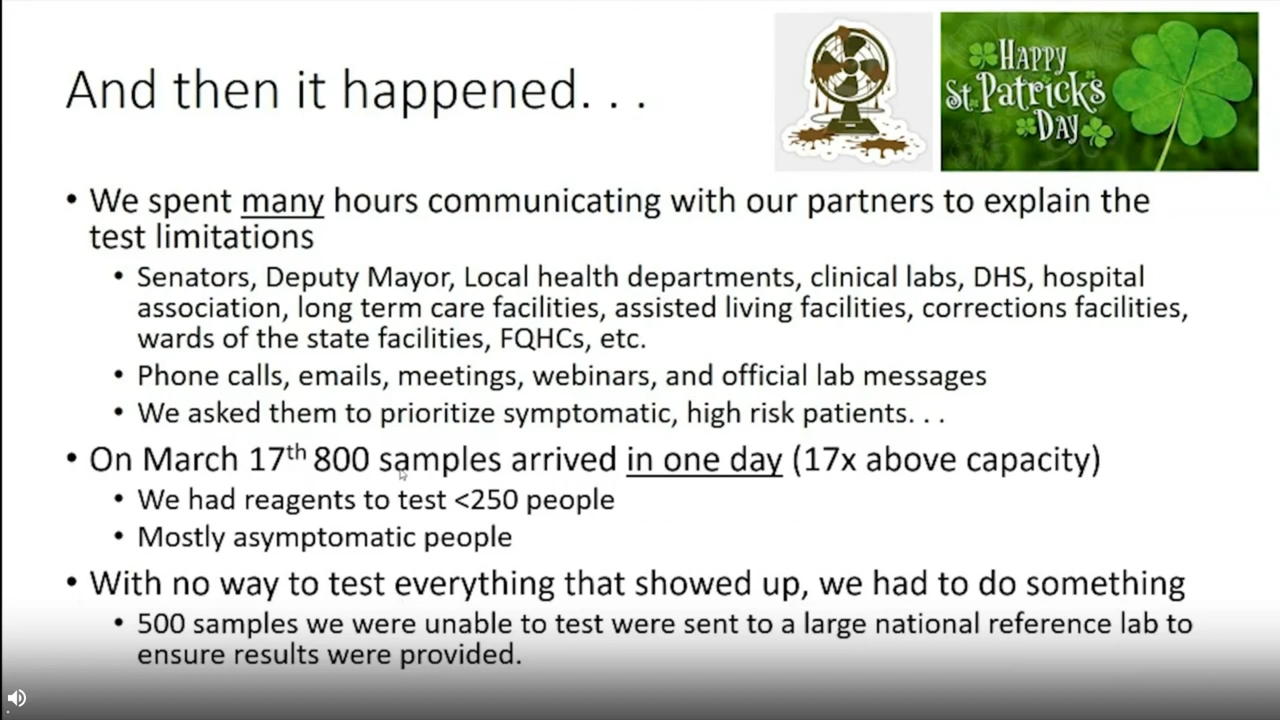 And then it happened. . .
HAPPY
St. Patrick's
DAY
• We spent many hours communicating with our partners to explain the
test limitations
• Senators, Deputy Mayor, Local health departments, clinical labs, DHS, hospital
association, long term care facilities, assisted living facilities, corrections facilities,
wards of the state facilities, FQHCs, etc.
• Phone calls, emails, meetings, webinars, and official lab messages
• We asked them to prioritize symptomatic, high risk patients. . .
• On March 17th 800 samples arrived in one day (17x above capacity)
• We had reagents to test <250 people
• Mostly asymptomatic people
• With no way to test everything that showed up, we had to do something
• 500 samples we were unable to test were sent to a large national reference lab to
ensure results were provided.